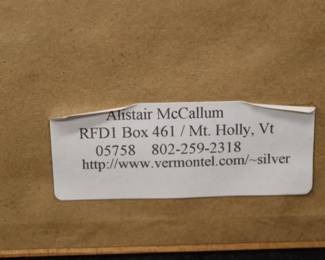 Alistair McCallum
RFD1 Box 461 / Mt. Holly, Vt
05758 802-259-2318
http://www.vermontel.com/~silver